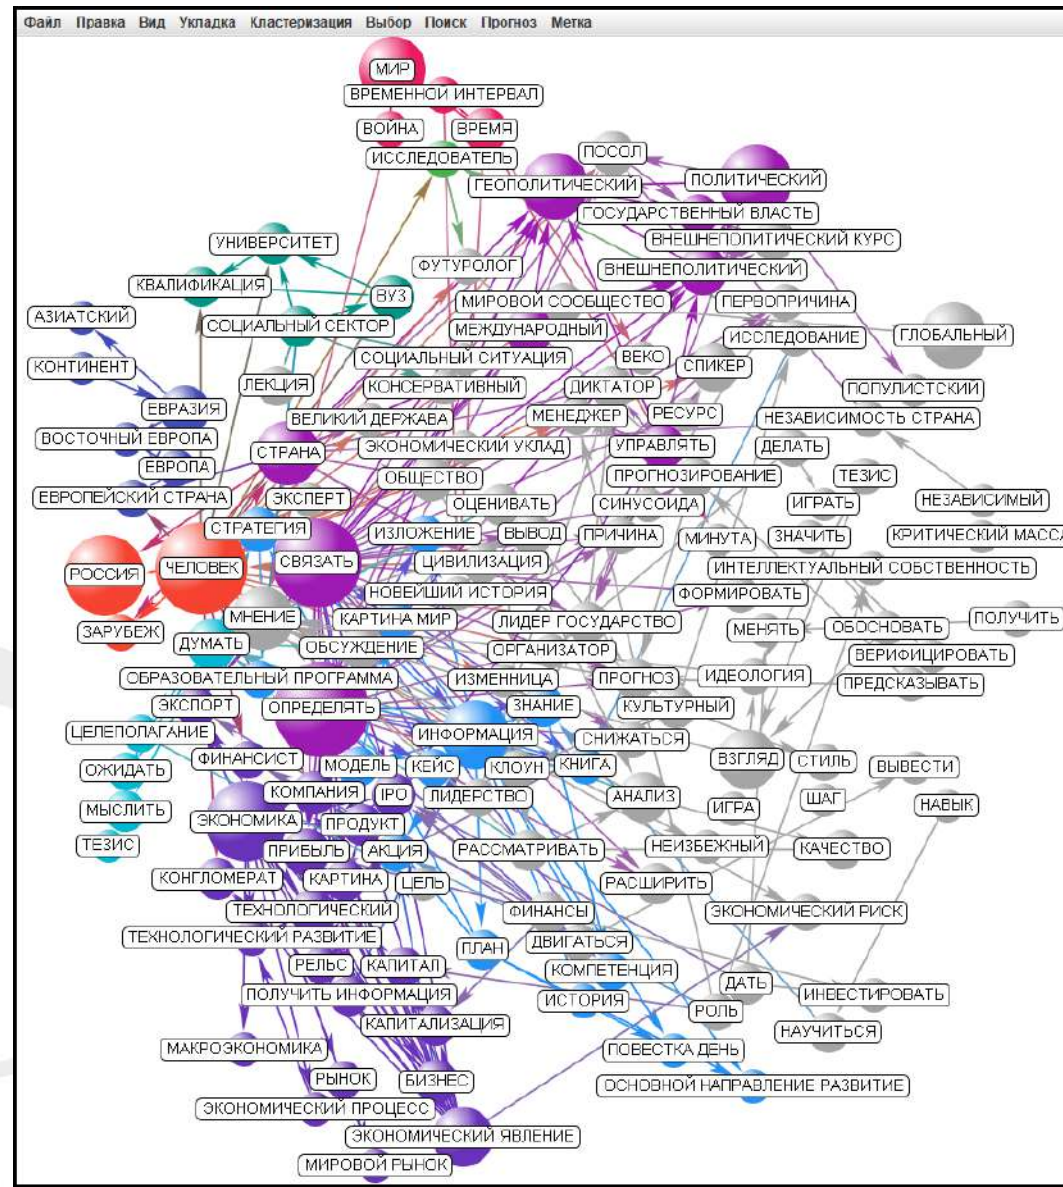 Файл Правка Вид Укладка Кластеризация Выбор Поиск Прогноз Метка
МИР
ВРЕМЕННОЙ ИНТЕРВАЛ
ВОЙНА
ВРЕМЯ
ИССЛЕДОВАТЕЛЬ
ПОСОЛ
ГЕОПОЛИТИЧЕСКИЙ
ПОЛИТИЧЕСКИЙ
ГОСУДАРСТВЕННЫЙ ВЛАСТЬ
УНИВЕРСИТЕТ
ВНЕШНЕПОЛИТИЧЕСКИЙ КУРС
ФУТУРОЛОГ
ВНЕШНЕПОЛИТИЧЕСКИЙ
КВАЛИФИКАЦИЯ
ВУЗ
МИРОВОЙ СООБЩЕСТВО
ПЕРВОПРИЧИНА
АЗИАТСКИЙ
СОЦИАЛЬНЫЙ СЕКТОР
МЕЖДУНАРОДНЫЙ
ИССЛЕДОВАНИЕ
ГЛОБАЛЬНЫЙ
СОЦИАЛЬНЫЙ СИТУАЦИЯ
ВЕКО
СПИКЕР
КОНТИНЕНТ
ЛЕКЦИЯ
КОНСЕРВАТИВНЫЙ
ДИКТАТОР
ПОПУЛИСТСКИЙ
ЕВРАЗИЯ
ВЕЛИКИЙ ДЕРЖАВА
МЕНЕДЖЕР
РЕСУРС
НЕЗАВИСИМОСТЬ СТРАНА
ВОСТОЧНЫЙ ЕВРОПА
СТРАНА
ЭКОНОМИЧЕСКИЙ УКЛАД
УПРАВЛЯТЬ
ДЕЛАТЬ
ЕВРОПА
ОБЩЕСТВО
ПРОГНОЗИРОВАНИЕ
ТЕЗИС
ЕВРОПЕЙСКИЙ СТРАНА
ЭКСПЕРТ
ОЦЕНИВАТЬ
СИНУСОИДА
ИГРАТЬ
НЕЗАВИСИМЫЙ
СТРАТЕГИЯ
ИЗЛОЖЕНИЕ
ВЫВОД
ПРИЧИНА
МИНУТА
ЗНАЧИТЬ
КРИТИЧЕСКИЙ МАССА
РОССИЯ
ЧЕЛОВЕК
СВЯЗАТЬ
ЦИВИЛИЗАЦИЯ
ИНТЕЛЛЕКТУАЛЬНЫЙ СОБСТВЕННОСТЬ
НОВЕЙШИЙ ИСТОРИЯ
ФОРМИРОВАТЬ
ЗАРУБЕЖ
МНЕНИЕ
КАРТИНА МИР
ЛИДЕР ГОСУДАРСТВО
МЕНЯТЬ
ОБОСНОВАТЬ
ПОЛУЧИТЬ
ДУМАТЬ
ОБСУЖДЕНИЕ
ОРГАНИЗАТОР
ВЕРИФИЦИРОВАТЬ
ОБРАЗОВАТЕЛЬНЫЙ ПРОГРАММА
ИЗМЕННИЦА
ПРОГНОЗ
ИДЕОЛОГИЯ
ПРЕДСКАЗЫВАТЬ
ЭКСПОРТ
ОПРЕДЕЛЯТЬ
ЗНАНИЕ
КУЛЬТУРНЫЙ
ЦЕЛЕПОЛАГАНИЕ
ИНФОРМАЦИЯ
СНИЖАТЬСЯ
ФИНАНСИСТ
МОДЕЛЬ
КЕЙС
КЛОУН
КНИГА
ВЗГЛЯД
СТИЛЬ
ВЫВЕСТИ
ОЖИДАТЬ
КОМПАНИЯ
IPO
ЛИДЕРСТВО
АНАЛИЗ
ИГРА
ШАГ
НАВЫК
МЫСЛИТЬ
ЭКОНОМИКА
ПРОДУКТ
ТЕЗИС
ПРИБЫЛЬ
АКЦИЯ
РАССМАТРИВАТЬ
НЕИЗБЕЖНЫЙ
КАЧЕСТВО
КОНГЛОМЕРАТ
КАРТИНА
ЦЕЛЬ
РАСШИРИТЬ
ТЕХНОЛОГИЧЕСКИЙ
ФИНАНСЫ
ЭКОНОМИЧЕСКИЙ РИСК
ТЕХНОЛОГИЧЕСКИЙ РАЗВИТИЕ
ПЛАН
ДВИГАТЬСЯ
РЕЛЬС
КАПИТАЛ
КОМПЕТЕНЦИЯ
ДАТЬ
ПОЛУЧИТЬ ИНФОРМАЦИЯ
ИСТОРИЯ
РОЛЬ
ИНВЕСТИРОВАТЬ
КАПИТАЛИЗАЦИЯ
НАУЧИТЬСЯ
МАКРОЭКОНОМИКА
ПОВЕСТКА ДЕНЬ
РЫНОК
БИЗНЕС
ОСНОВНОЙ НАПРАВЛЕНИЕ РАЗВИТИЕ
ЭКОНОМИЧЕСКИЙ ПРОЦЕСС
ЭКОНОМИЧЕСКИЙ ЯВЛЕНИЕ
МИРОВОЙ РЫНОК